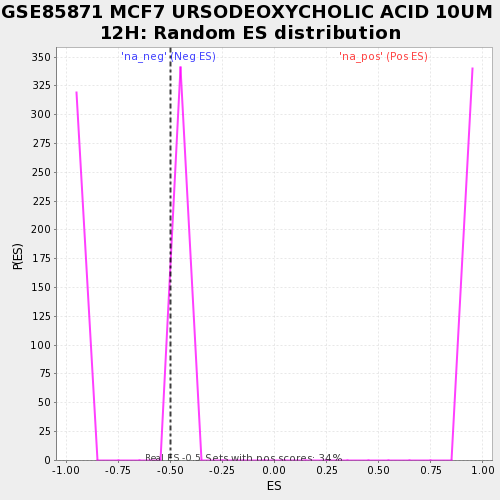 GSE85871 MCF7 URSODEOXYCHOLIC ACID 10UM
12H: Random ES distribution
'na_neg' (Neg ES)
'na_pos' (Pos ES)
350
325
300
275
250
225
200
175
150
125
100
75
50
25
0
P(ES)
Real ES -0.5
Sets with pos scores: 34%
-1.00 -0.75 -0.50 -0.25 0.00 0.25 0.50 0.75 1.00
ES